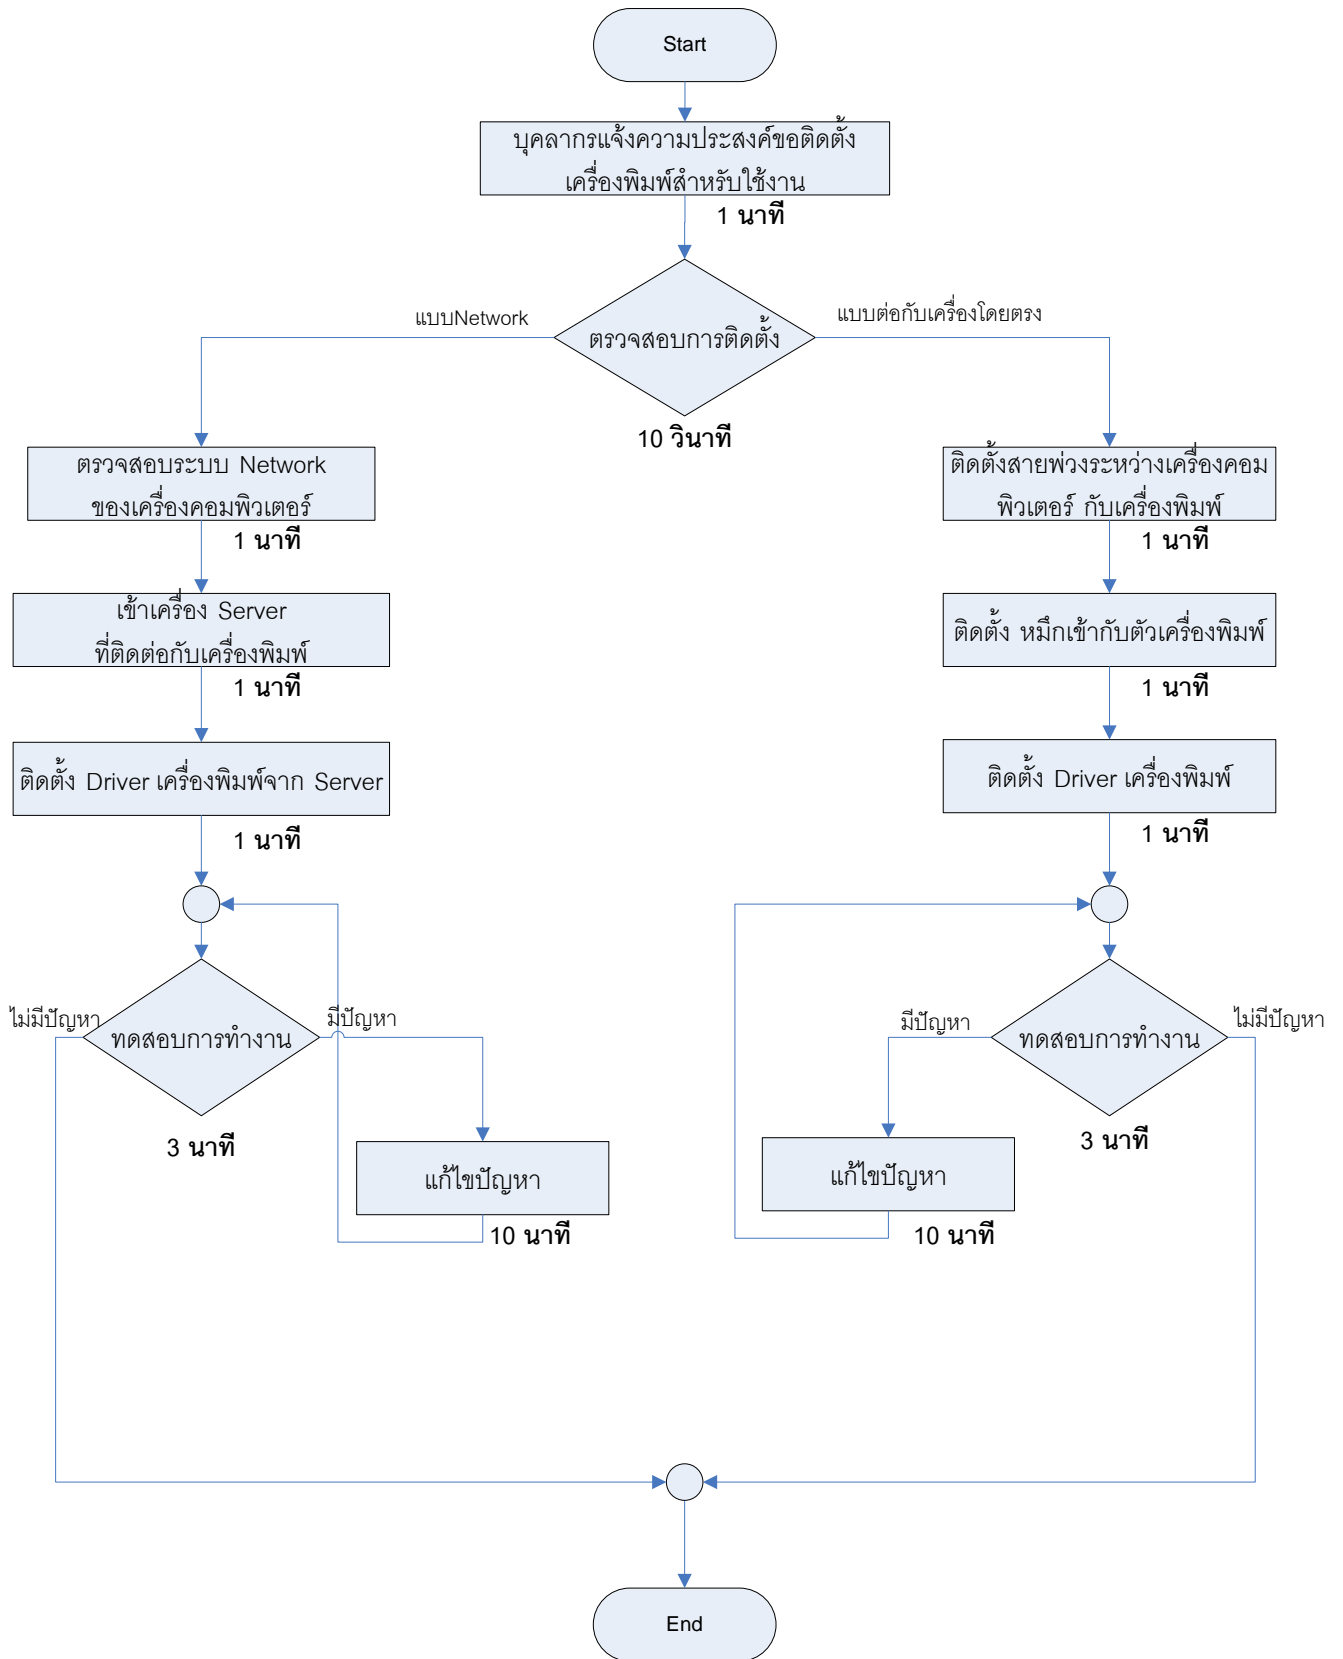 Start
บุคลากรแจ้งความประสงค์ขอติดตั้ง
เครื่องพิมพ์สำหรับใช้งาน
1 นาที
แบบNetwork
แบบต่อกับเครื่องโดยตรง
ตรวจสอบการติดตั้ง
10 วินาที
ตรวจสอบระบบ Network
ของเครื่องคอมพิวเตอร์
1 นาที
ติดตั้งสายพ่วงระหว่างเครื่องคอม
พิวเตอร์ กับเครื่องพิมพ์
1 นาที
เข้าเครื่อง Server
ที่ติดต่อกับเครื่องพิมพ์
1 นาที
ติดตั้ง หมึกเข้ากับตัวเครื่องพิมพ์
1 นาที
ติดตั้ง Driver เครื่องพิมพ์จาก Server
1 นาที
ติดตั้ง Driver เครื่องพิมพ์
1 นาที
ไม่มีปัญหา
ทดสอบการทำงาน
มีปัญหา
3 นาที
แก้ไขปัญหา
10 นาที
มีปัญหา
ทดสอบการทำงาน
ไม่มีปัญหา
3 นาที
แก้ไขปัญหา
10 นาที
End